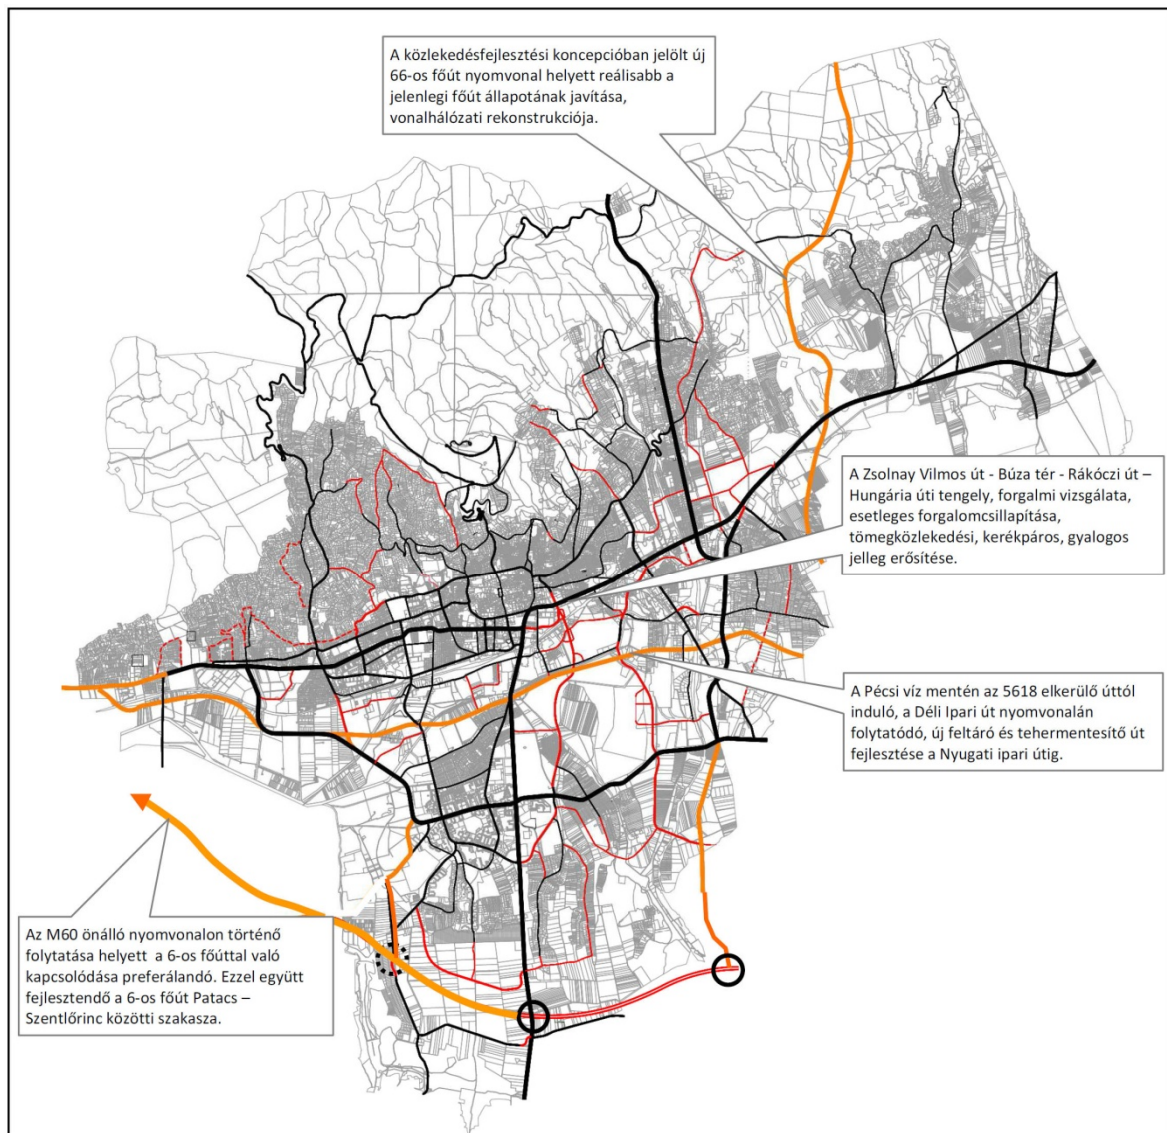 A közlekedésfejlesztési koncepcióban jelölt új
66-os főút nyomvonal helyett reálisabb a
jelenlegi főút állapotának javítása,
vonalhálózati rekonstrukciója.
A Zsolnay Vilmos út - Búza tér - Rákóczi út –
Hungária úti tengely, forgalmi vizsgálata,
esetleges forgalomcsillapítása,
tömegközlekedési, kerékpáros, gyalogos
jelleg erősítése.
A Pécsi víz mentén az 5618 elkerülő úttól
induló, a Déli Ipari út nyomvonalán
folytatódó, új feltáró és tehermentesítő út
fejlesztése a Nyugati ipari útig.
Az M60 önálló nyomvonalon történő
folytatása helyett a 6-os főúttal való
kapcsolódása preferálandó. Ezzel együtt
fejlesztendő a 6-os főút Patacs –
Szentlőrinc közötti szakasza.